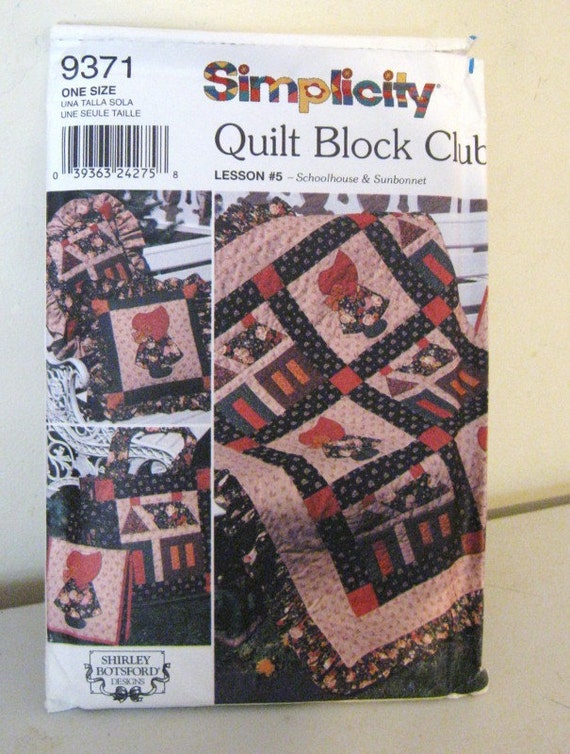 9371
ONE SIZE
UNA TALLA SOLA
UNE SEULE TAILLE
0 39363 24275 8
Simplicity®
Quilt Block Club
LESSON #5 – Schoolhouse & Sunbonnet
SHIRLEY
BOTSFORD
DESIGNS